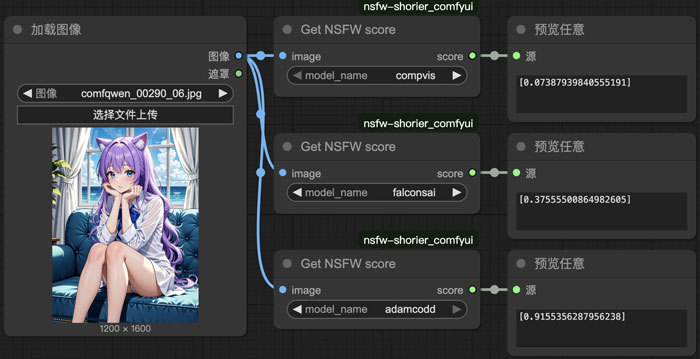 加载图像
图像
遮罩
图像 comfqwen_00290_06.jpg
选择文件上传
1200 × 1600
nsfw-shorier_comfyui
Get NSFW score
image score
model_name compvis
预览任意
源
[0.07387939840555191]
nsfw-shorier_comfyui
Get NSFW score
image score
model_name falconsai
预览任意
源
[0.37555500864982605]
nsfw-shorier_comfyui
Get NSFW score
image score
model_name adamcodd
预览任意
源
[0.9155356287956238]